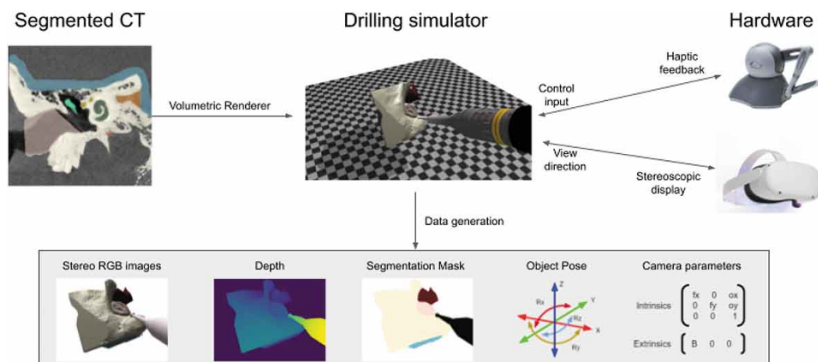 Segmented CT
Drilling simulator
Hardware
Volumetric Renderer
Control
input
Haptic
feedback
View
direction
Stereoscopic
display
Data generation
Stereo RGB images
Depth
Segmentation Mask
Object Pose
Camera parameters
Z
Y
X
Rx
Rz
Ry
Intrinsics
fx 0 ox
0 fy oy
0 0 1
Extrinsics
B 0 0